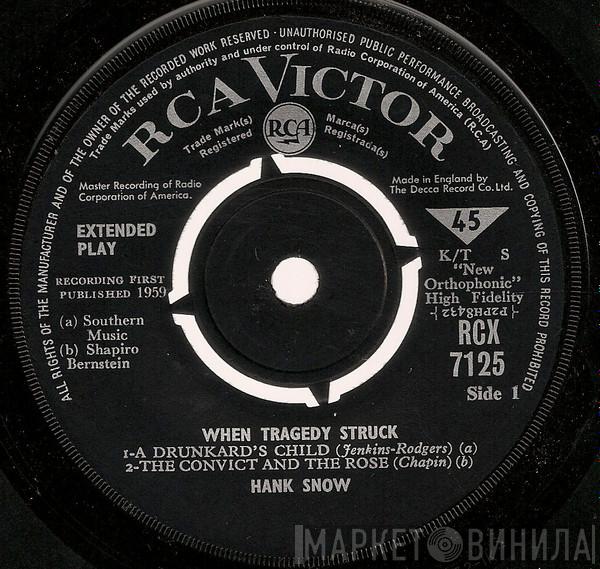 ALL RIGHTS OF THE MANUFACTURER AND OF THE OWNER OF THE RECORDED WORK RESERVED · UNAUTHORISED PUBLIC PERFORMANCE BROADCASTING AND COPYING OF THIS RECORD PROHIBITED
Trade Marks used by authority and under control of Radio Corporation of America (R.C.A)
RCA VICTOR
Trade Mark(s)
Registered
RCA
Marca(s)
Registrada(s)
Master Recording of Radio
Corporation of America.
Made in England by
The Decca Record Co. Ltd.
EXTENDED
PLAY
45
K/T S
"New
Orthophonic"
High Fidelity
RECORDING FIRST
PUBLISHED 1959
-{ P2PH8442 }-
(a) Southern
Music
(b) Shapiro
Bernstein
RCX
7125
Side 1
WHEN TRAGEDY STRUCK
1-A DRUNKARD'S CHILD (Jenkins-Rodgers) (a)
2-THE CONVICT AND THE ROSE (Chapin) (b)
HANK SNOW
МАРКЕТ ВИНИЛА